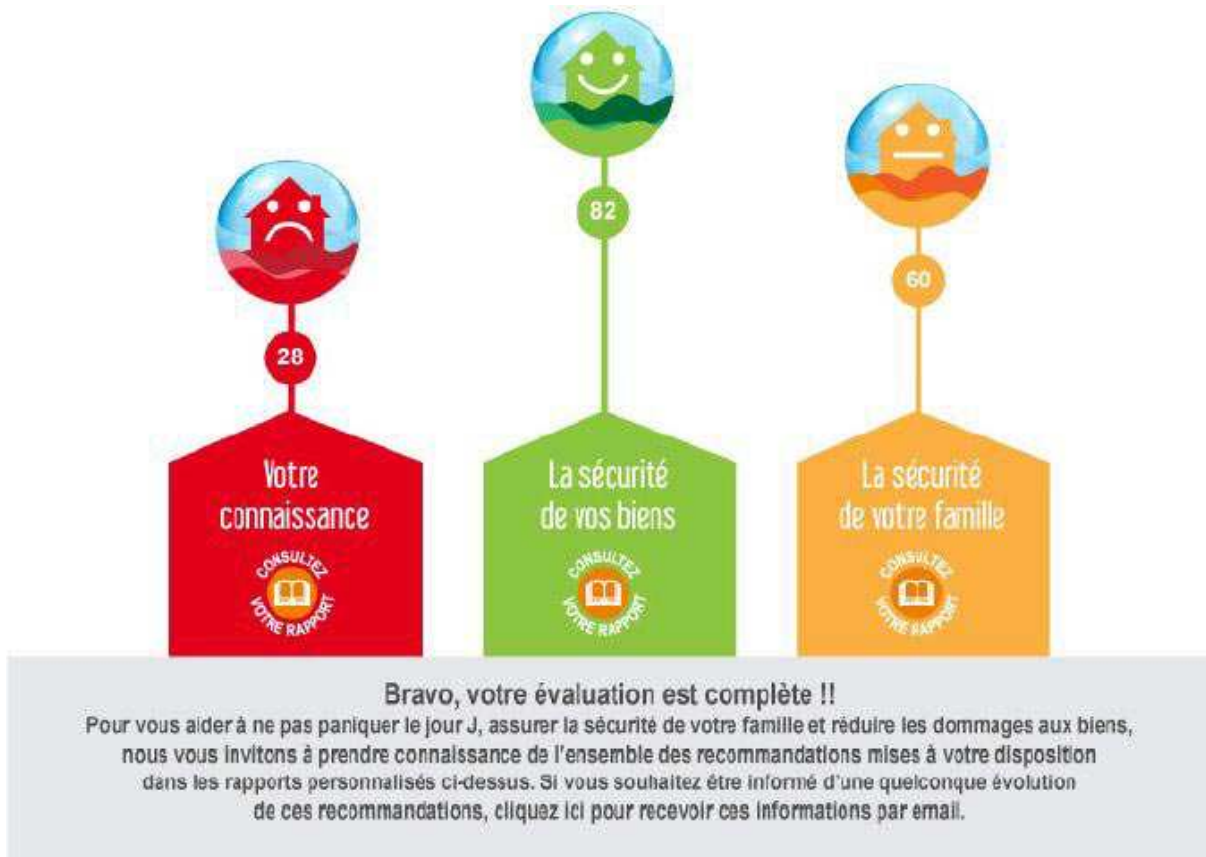 82
60
28
Votre
connaissance
CONSULTEZ
VOTRE RAPPORT
La sécurité
de vos biens
CONSULTEZ
VOTRE RAPPORT
La sécurité
de votre famille
CONSULTEZ
VOTRE RAPPORT
Bravo, votre évaluation est complète !!
Pour vous aider à ne pas paniquer le jour J, assurer la sécurité de votre famille et réduire les dommages aux biens,
nous vous invitons à prendre connaissance de l'ensemble des recommandations mises à votre disposition
dans les rapports personnalisés ci-dessus. Si vous souhaitez être informé d'une quelconque évolution
de ces recommandations, cliquez ici pour recevoir ces informations par email.